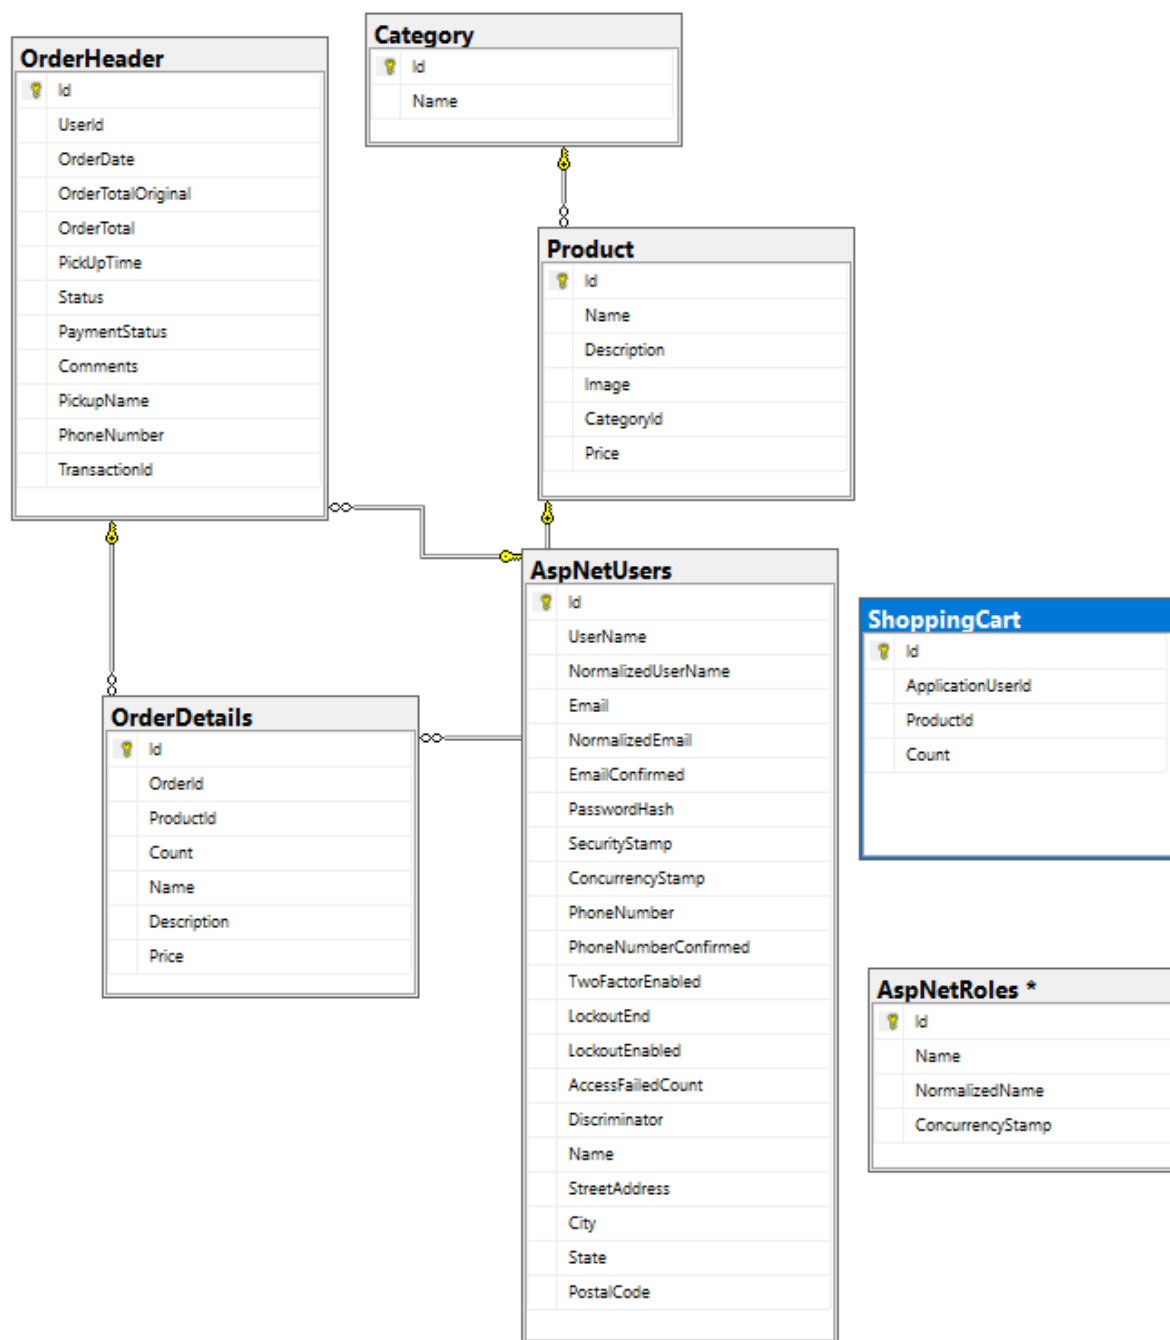 OrderHeader
Id
UserId
OrderDate
OrderTotalOriginal
OrderTotal
PickUpTime
Status
PaymentStatus
Comments
PickupName
PhoneNumber
TransactionId
Category
Id
Name
Product
Id
Name
Description
Image
CategoryId
Price
OrderDetails
Id
OrderId
ProductId
Count
Name
Description
Price
AspNetUsers
Id
UserName
NormalizedUserName
Email
NormalizedEmail
EmailConfirmed
PasswordHash
SecurityStamp
ConcurrencyStamp
PhoneNumber
PhoneNumberConfirmed
TwoFactorEnabled
LockoutEnd
LockoutEnabled
AccessFailedCount
Discriminator
Name
StreetAddress
City
State
PostalCode
ShoppingCart
Id
ApplicationUserId
ProductId
Count
AspNetRoles *
Id
Name
NormalizedName
ConcurrencyStamp